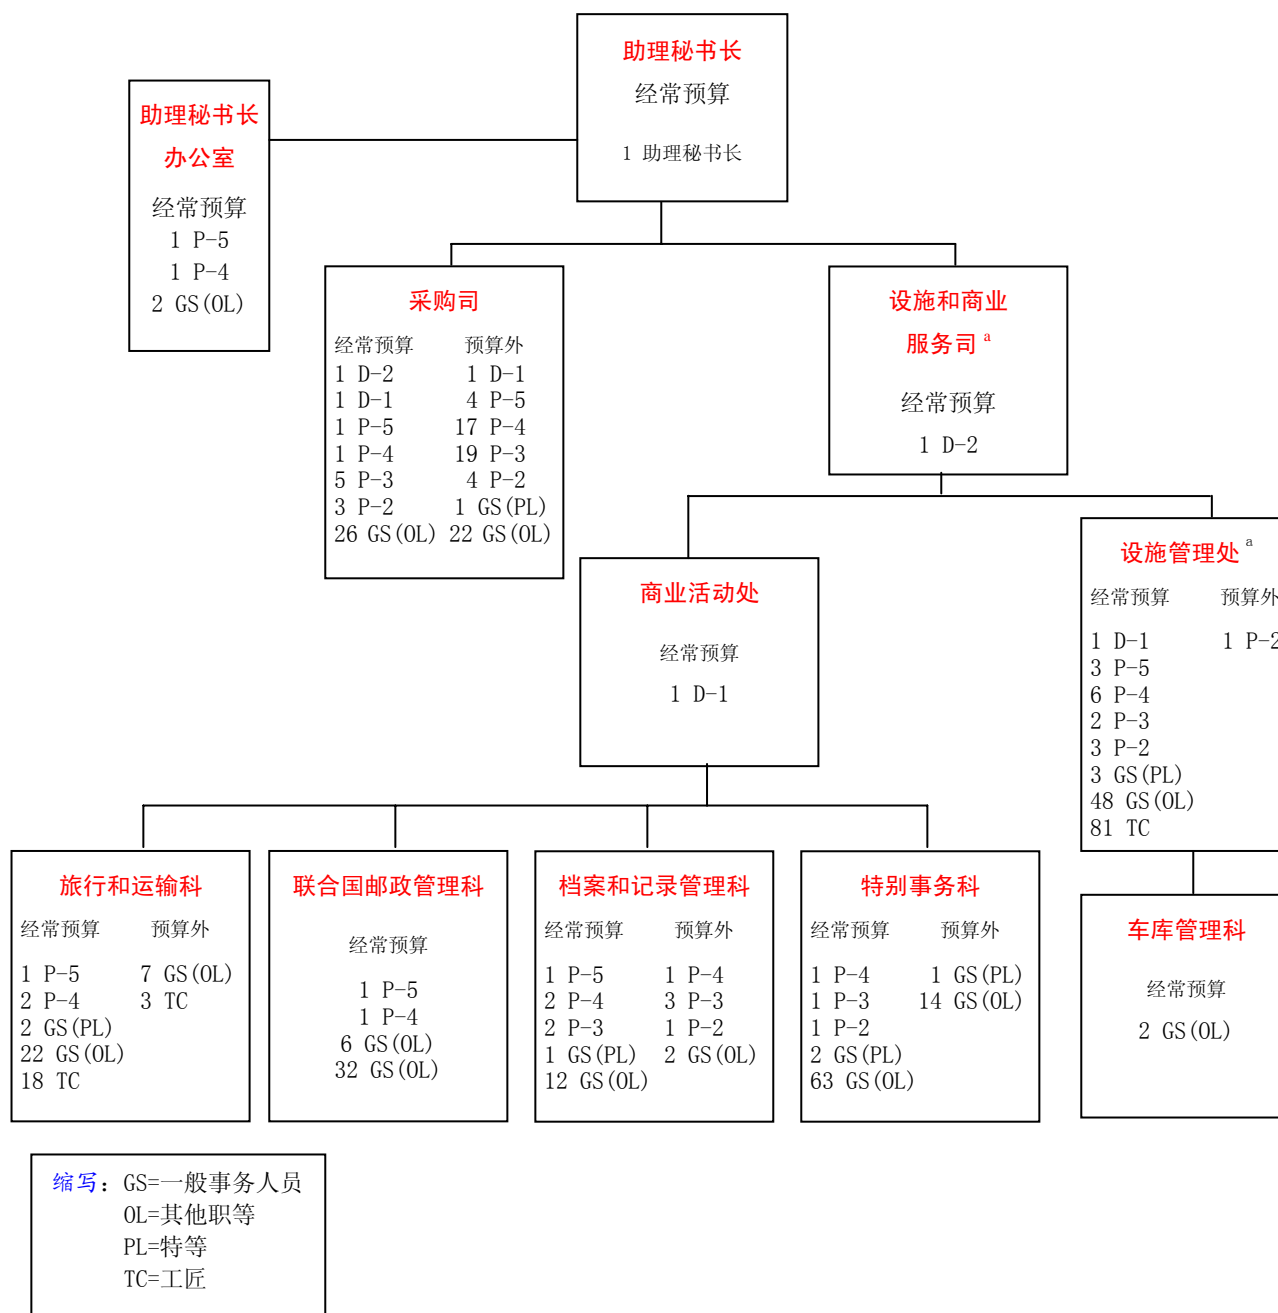 助理秘书长
经常预算
1 助理秘书长
助理秘书长
办公室
经常预算
1 P-5
1 P-4
2 GS(OL)
采购司
经常预算 预算外
1 D-2 1 D-1
1 D-1 4 P-5
1 P-5 17 P-4
1 P-4 19 P-3
5 P-3 4 P-2
3 P-2 1 GS(PL)
26 GS(OL) 22 GS(OL)
设施和商业
服务司 a
经常预算
1 D-2
商业活动处
经常预算
1 D-1
设施管理处 a
经常预算 预算外
1 D-1 1 P-2
3 P-5
6 P-4
2 P-3
3 P-2
3 GS(PL)
48 GS(OL)
81 TC
旅行和运输科
经常预算 预算外
1 P-5 7 GS(OL)
2 P-4 3 TC
2 GS(PL)
22 GS(OL)
18 TC
联合国邮政管理科
经常预算
1 P-5
1 P-4
6 GS(OL)
32 GS(OL)
档案和记录管理科
经常预算 预算外
1 P-5 1 P-4
2 P-4 3 P-3
2 P-3 1 P-2
1 GS(PL) 2 GS(OL)
12 GS(OL)
特别事务科
经常预算 预算外
1 P-4 1 GS(PL)
1 P-3 14 GS(OL)
1 P-2
2 GS(PL)
63 GS(OL)
车库管理科
经常预算
2 GS(OL)
缩写：GS=一般事务人员
OL=其他职等
PL=特等
TC=工匠